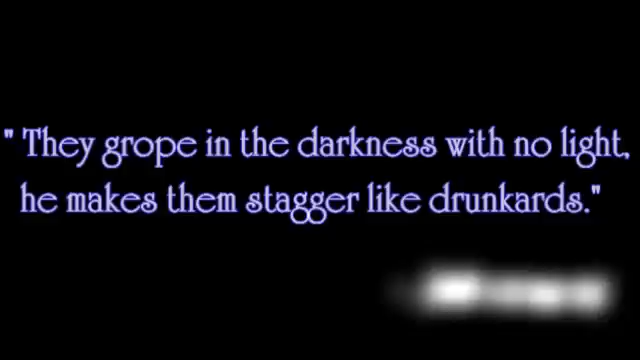 " They grope in the darkness with no light,
he makes them stagger like drunkards."